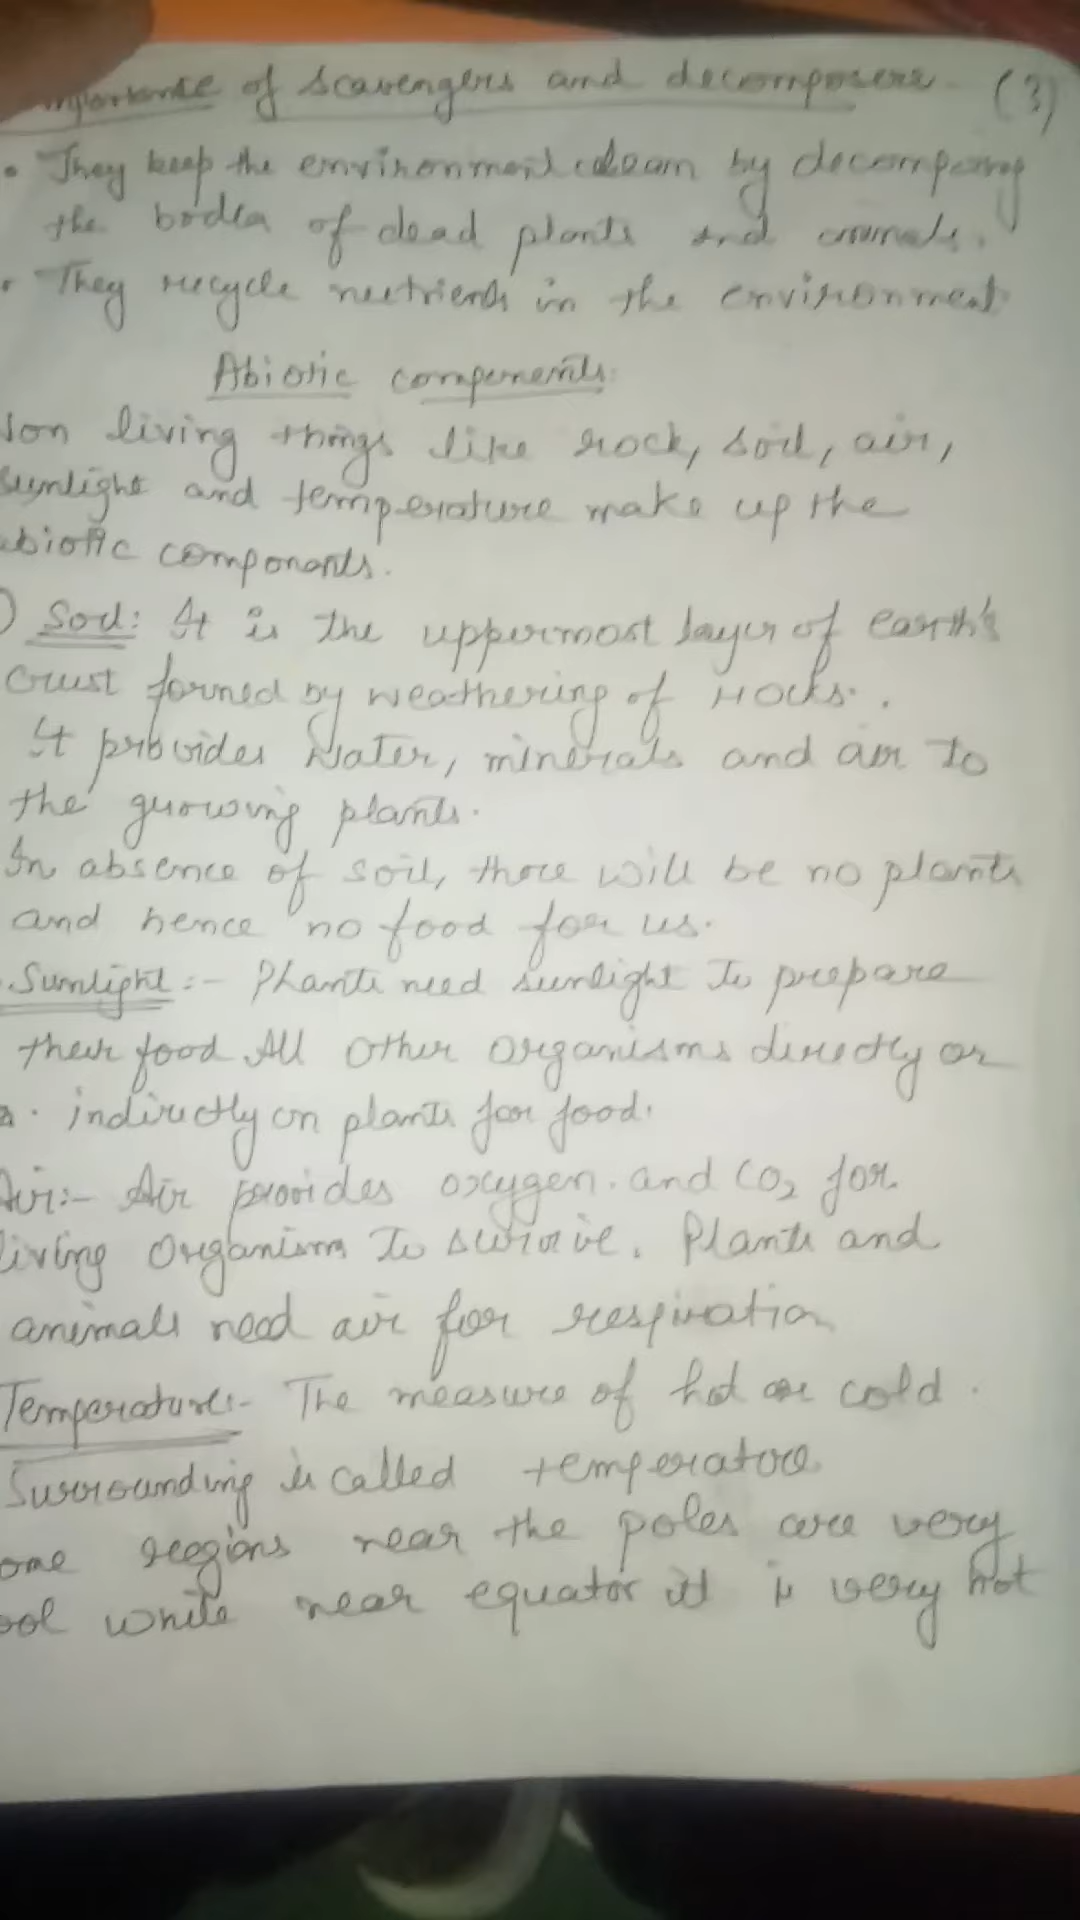 Importance of scavengers and decomposers. (3)
• They keep the environment clean by decomposing
the bodies of dead plants and animals.
• They recycle nutrients in the environment
Abiotic components.
Non living things like rock, soil, air,
sunlight and temperature make up the
abiotic components.
Soil: It is the uppermost layer of earth's
crust formed by weathering of rocks.
It provides water, minerals and air to
the growing plants.
In absence of soil, there will be no plants
and hence no food for us.
Sunlight:- Plants need sunlight to prepare
their food All other organisms directly or
indirectly on plants for food.
Air:- Air provides oxygen. and CO₂ for
living organism to survive. Plants and
animals need air for respiration
Temperature:- The measure of hot or cold.
Surrounding is called temperature
some regions near the poles are very
cool while near equator it is very hot